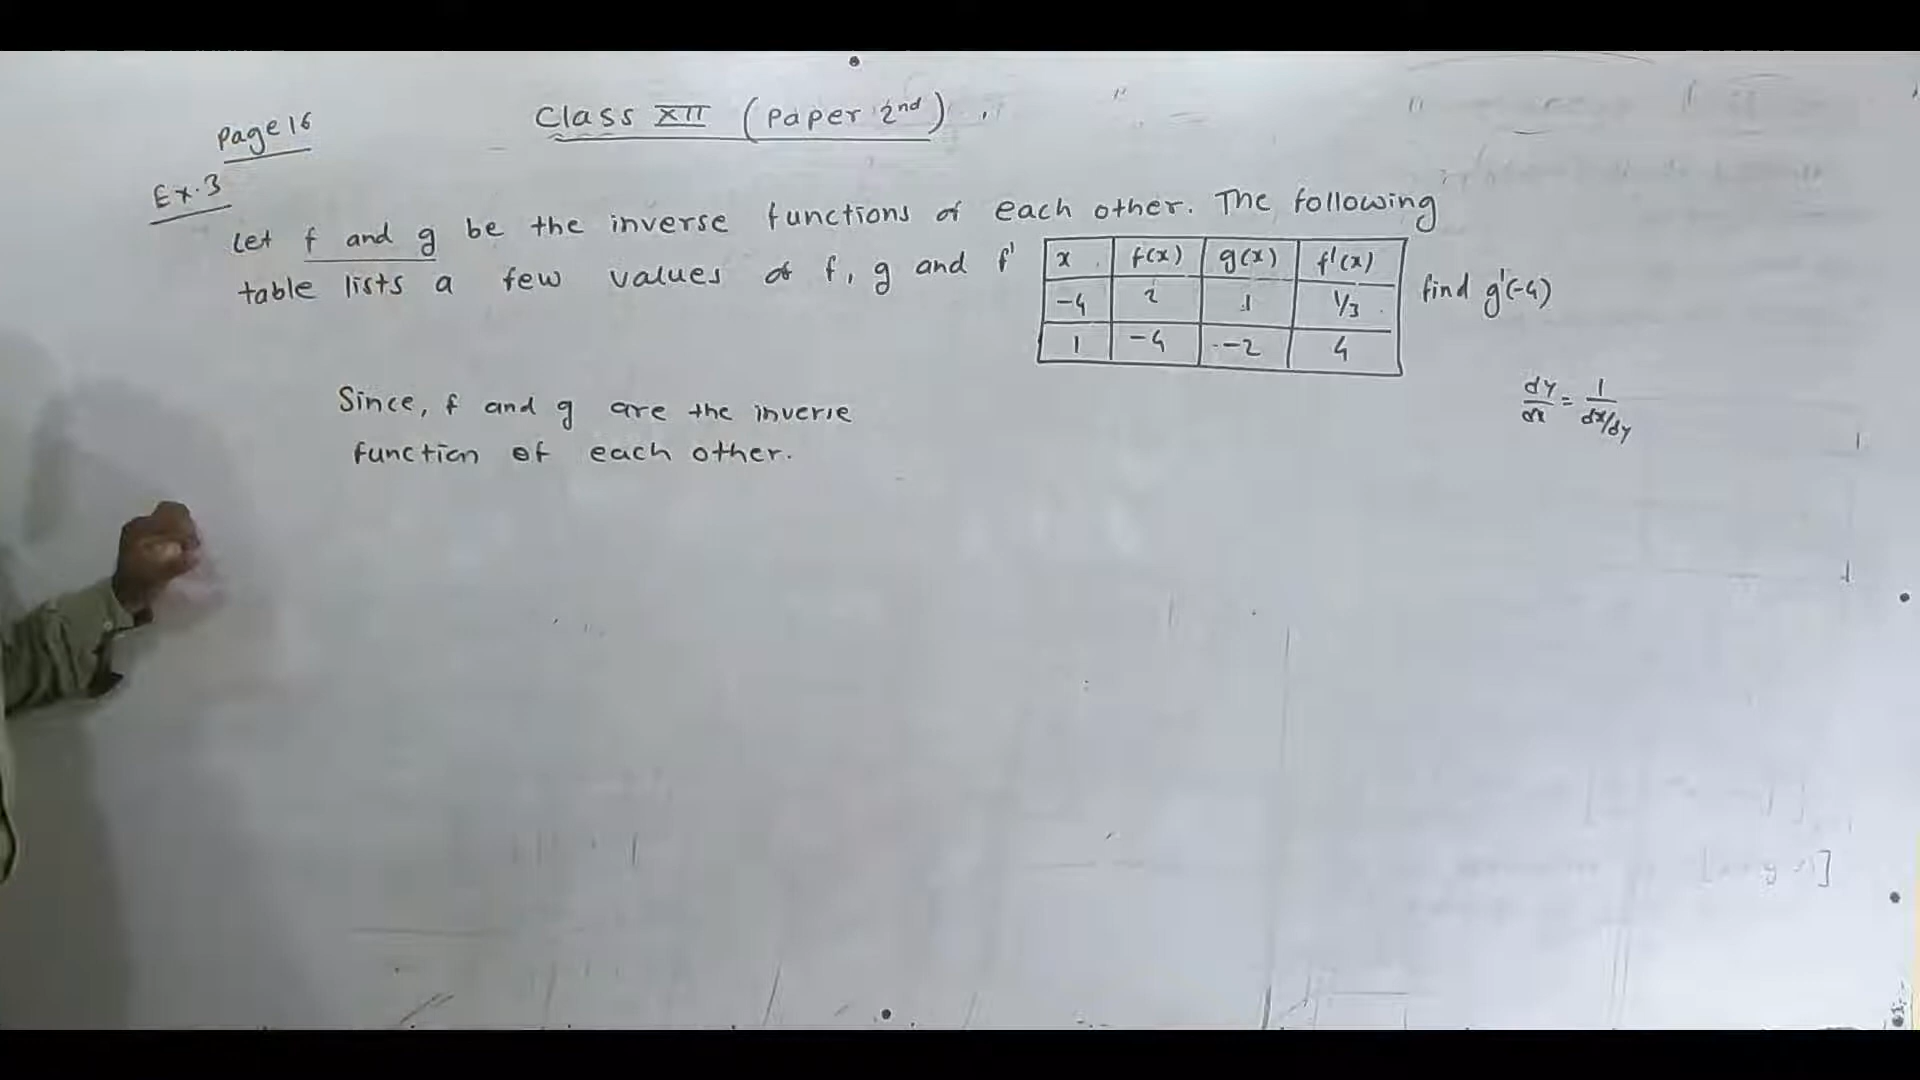 Page 16
Class XII (Paper 2nd).
Ex.3
Let f and g be the inverse functions of each other. The following
table lists a few values of f, g and f'
x f(x) g(x) f'(x)
-4 2 1 1/3
1 -4 -2 4
find g'(-4)
dy/dx = 1/(dx/dy)
Since, f and g are the inverse
function of each other.